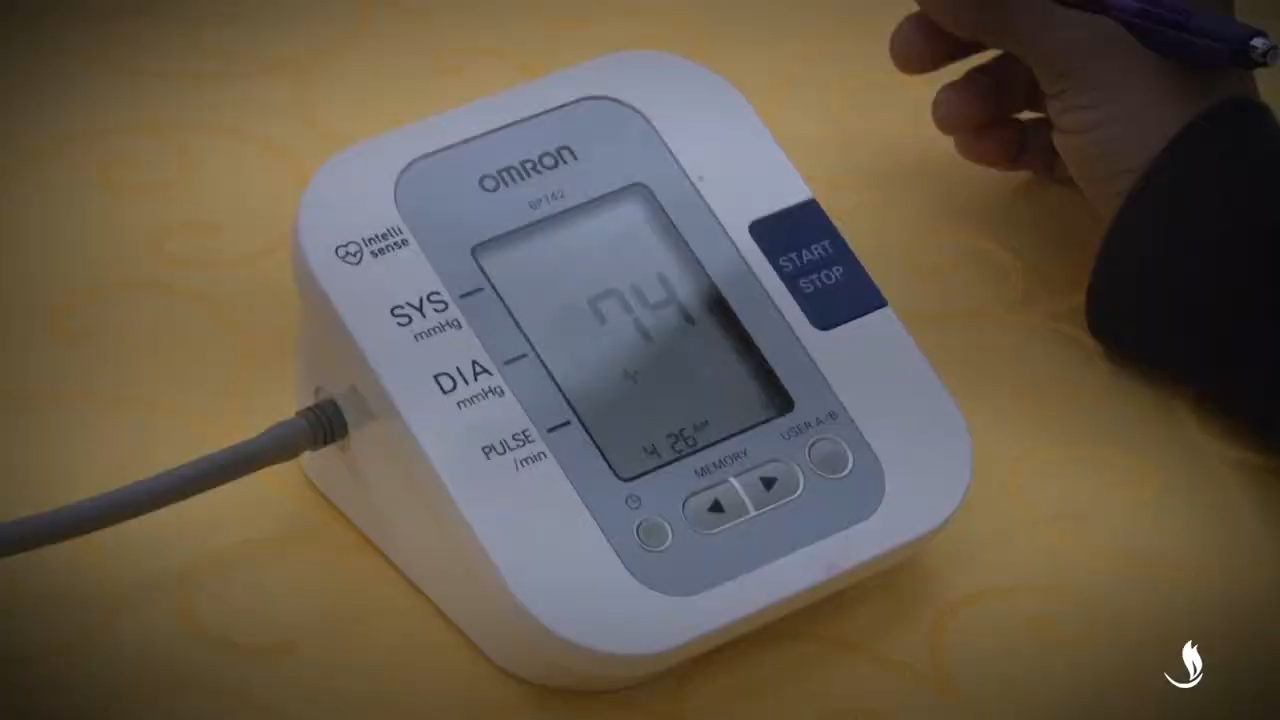 OMRON
BP742
Intelli
sense
SYS
mmHg
DIA
mmHg
PULSE
/min
74
4:26 AM
START
STOP
MEMORY
USER A/B